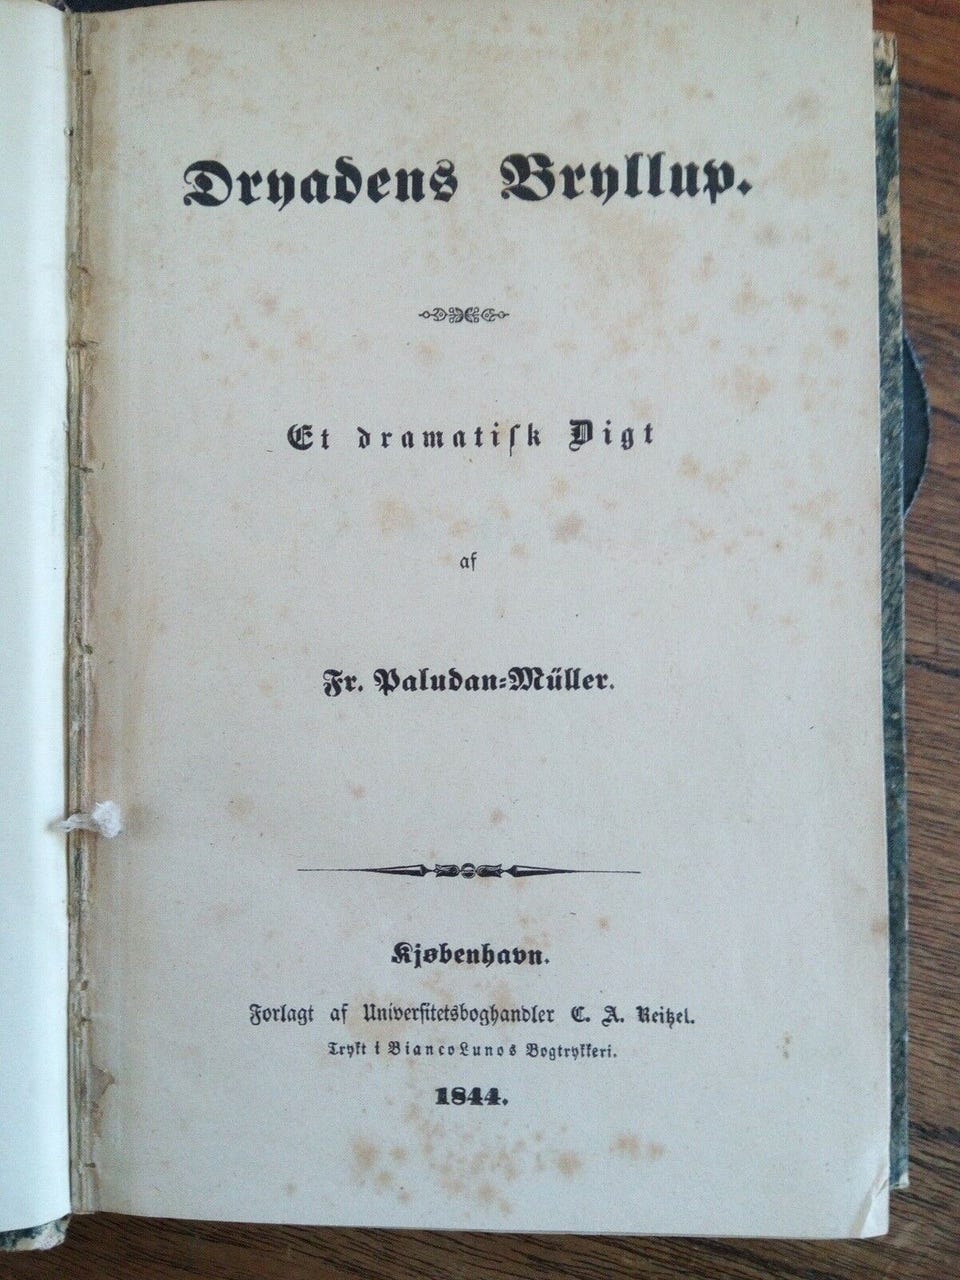 Dryadens Bryllup.
Et dramatiſk Digt
af
Fr. Paludan-Müller.
Kjøbenhavn.
Forlagt af Univerſitetsboghandler C. A. Reitzel.
Trykt i Bianco Lunos Bogtrykkeri.
1844.